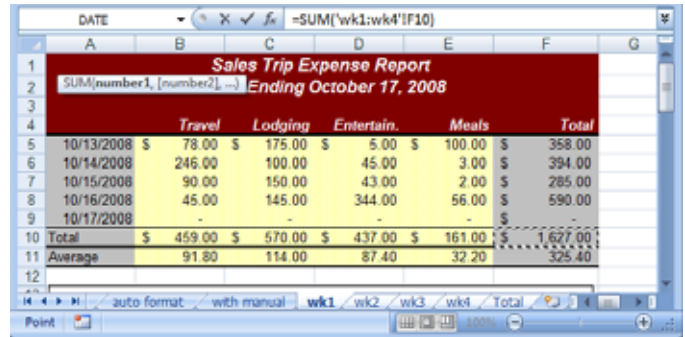 DATE =SUM('wk1:wk4'!F10)
A B C D E F G
1 Sales Trip Expense Report
2 SUM(number1, [number2], ...) Ending October 17, 2008
3
4 Travel Lodging Entertain. Meals Total
5 10/13/2008 $ 78.00 $ 175.00 $ 5.00 $ 100.00 $ 358.00
6 10/14/2008 246.00 100.00 45.00 3.00 $ 394.00
7 10/15/2008 90.00 150.00 43.00 2.00 $ 285.00
8 10/16/2008 45.00 145.00 344.00 56.00 $ 590.00
9 10/17/2008 - - - - $ -
10 Total $ 459.00 $ 570.00 $ 437.00 $ 161.00 $ 1,627.00
11 Average 91.80 114.00 87.40 32.20 325.40
12
auto format with manual wk1 wk2 wk3 wk4 Total
Point 100%